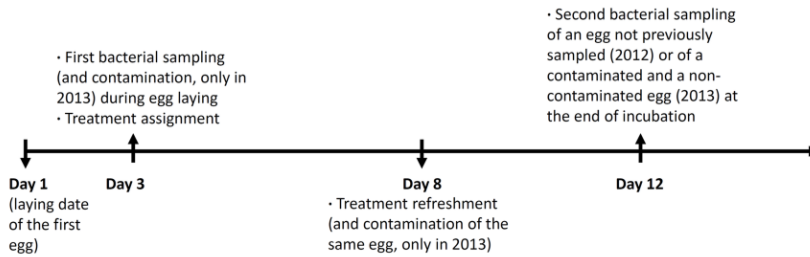 · First bacterial sampling
(and contamination, only in
2013) during egg laying
· Treatment assignment
· Second bacterial sampling
of an egg not previously
sampled (2012) or of a
contaminated and a non-
contaminated egg (2013) at
the end of incubation
Day 1
(laying date
of the first
egg)
Day 3
Day 8
· Treatment refreshment
(and contamination of the
same egg, only in 2013)
Day 12